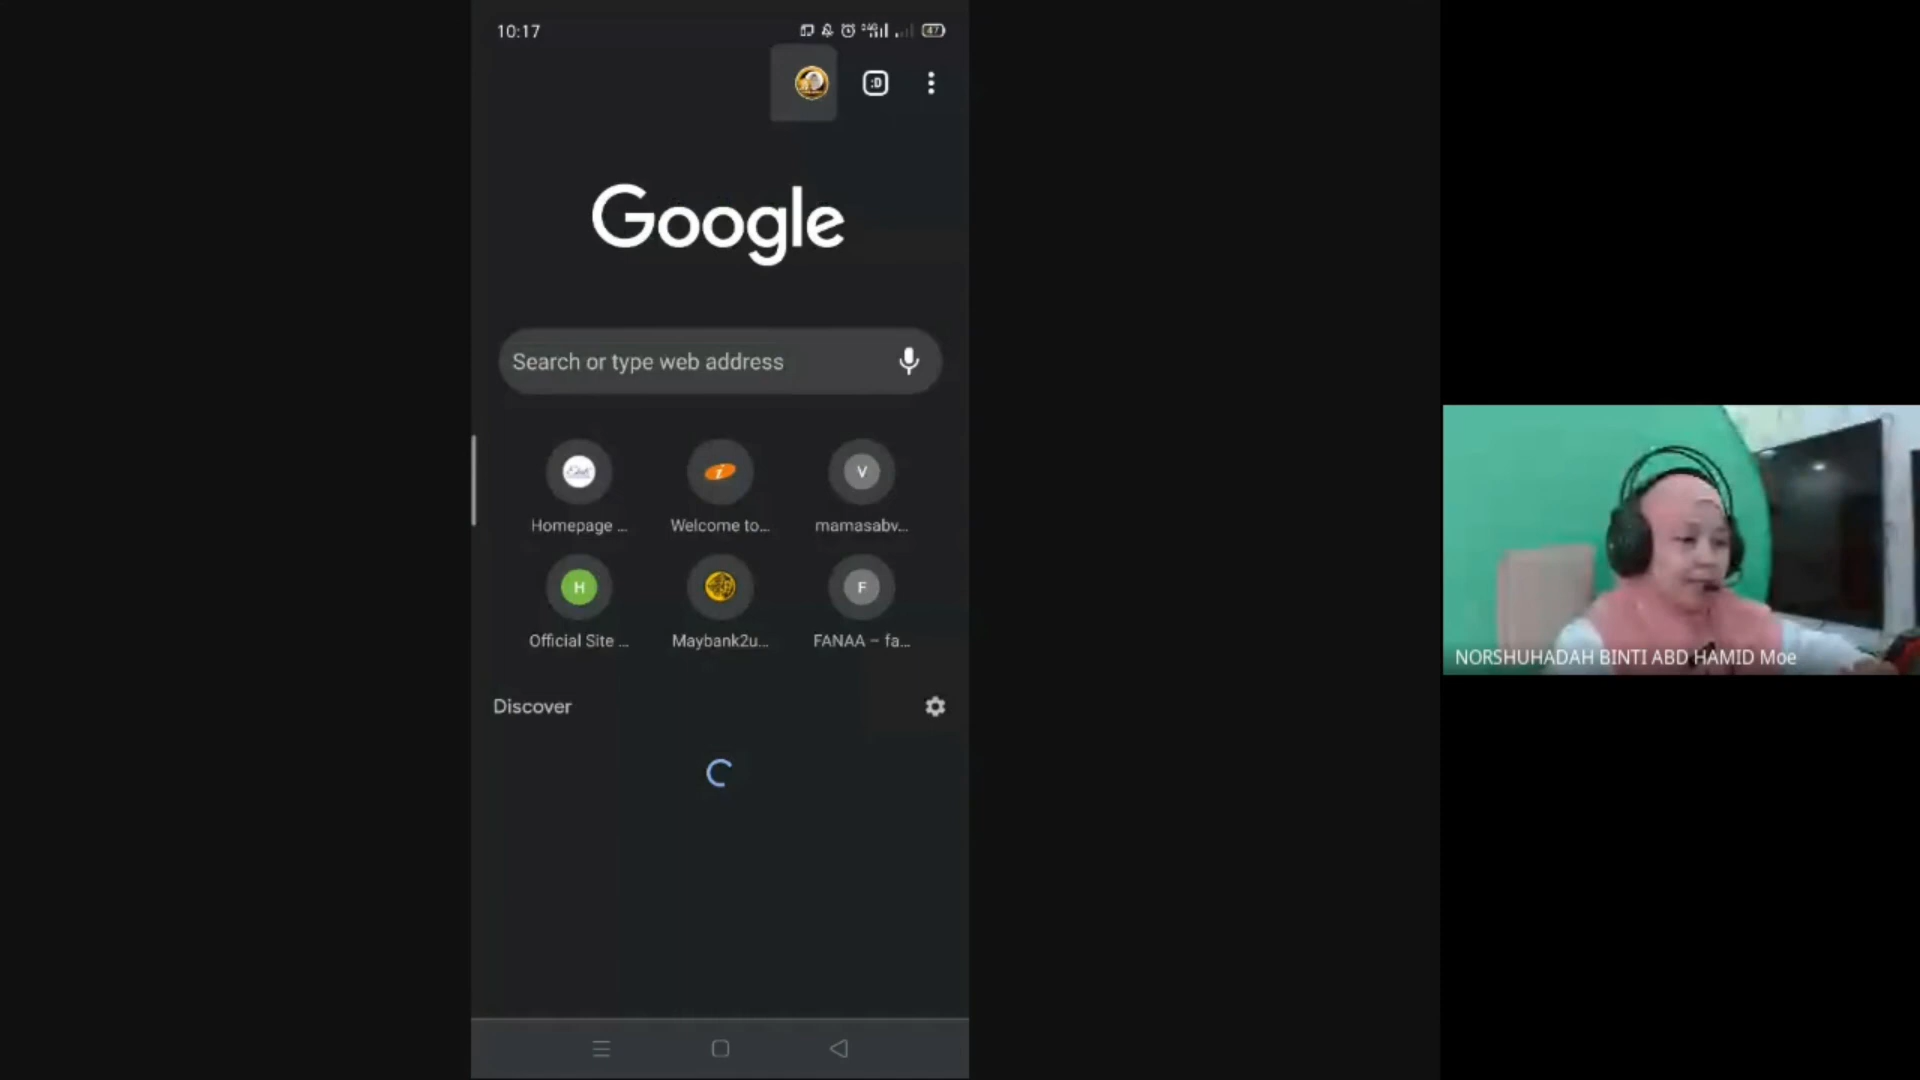 10:17
47
:D
Google
Search or type web address
i
V
Homepage ...
Welcome to...
mamasabv...
H
F
Official Site ...
Maybank2u...
FANAA – fa...
Discover
NORSHUHADAH BINTI ABD HAMID Moe